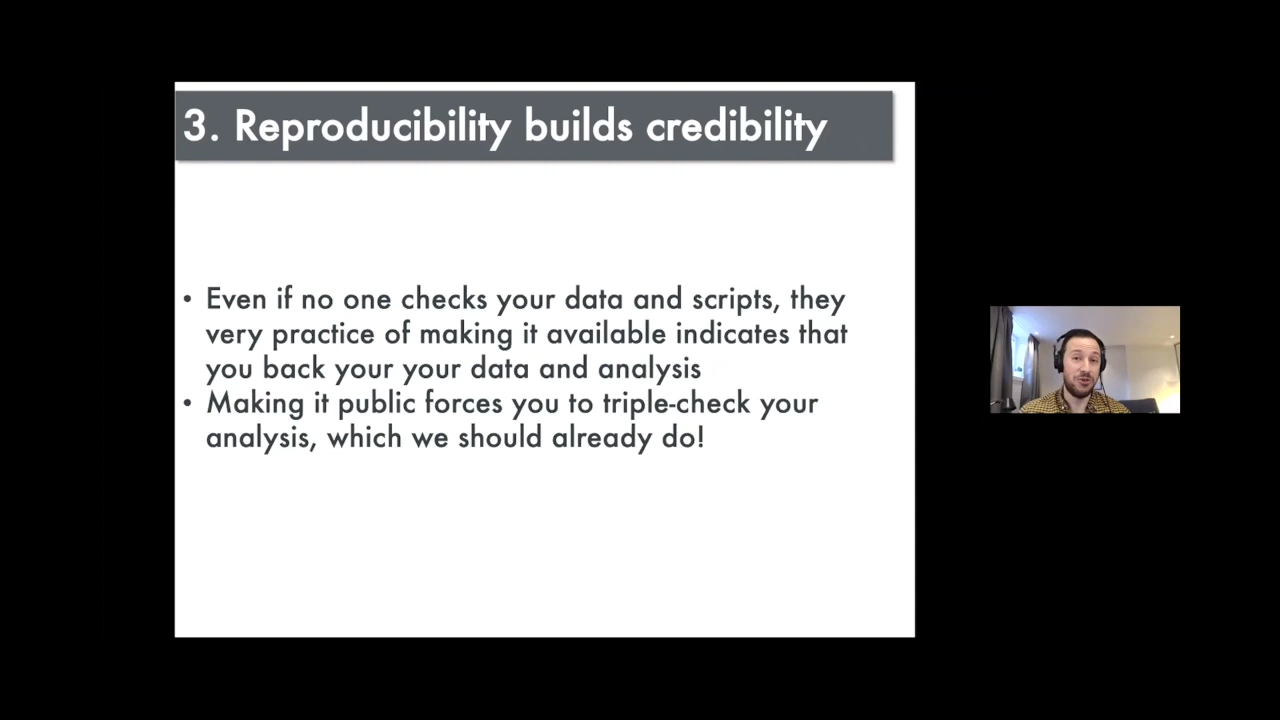 3. Reproducibility builds credibility
• Even if no one checks your data and scripts, they
very practice of making it available indicates that
you back your your data and analysis
• Making it public forces you to triple-check your
analysis, which we should already do!